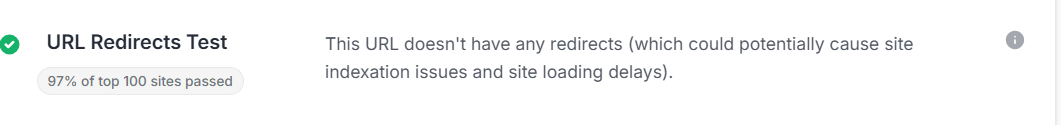 URL Redirects Test
97% of top 100 sites passed
This URL doesn't have any redirects (which could potentially cause site
indexation issues and site loading delays).